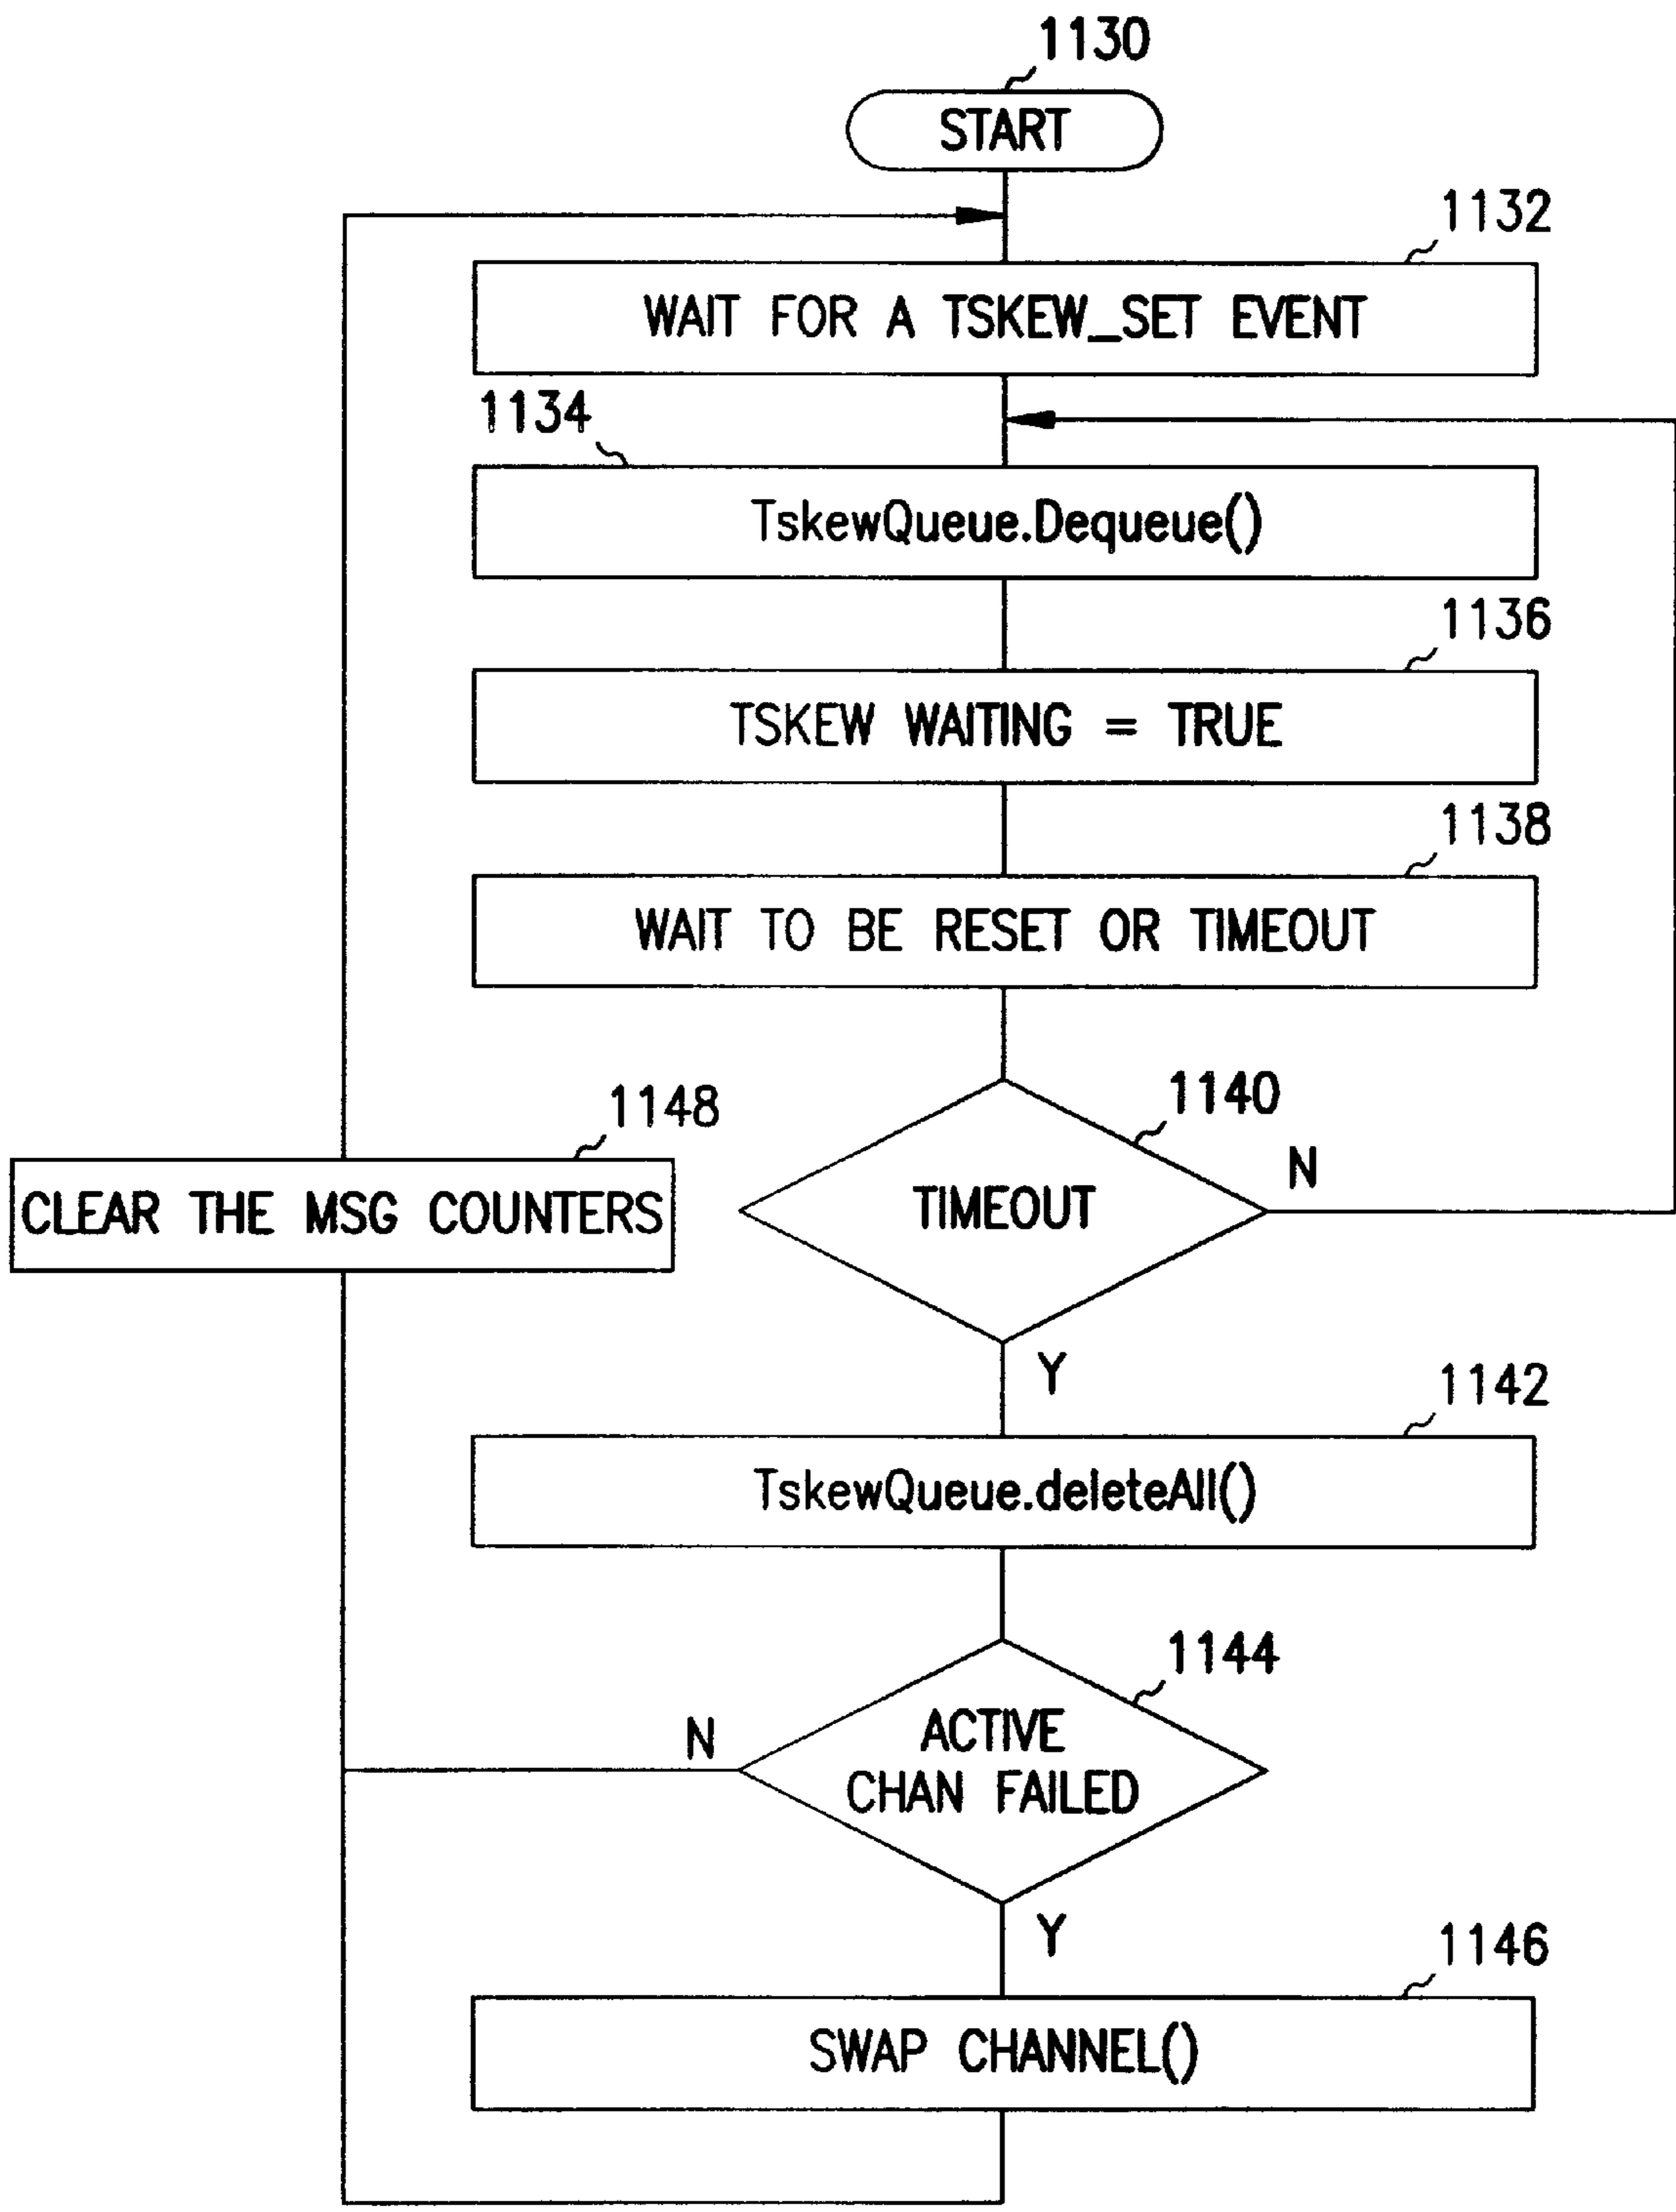 1130
START
1132
WAIT FOR A TSKEW_SET EVENT
1134
TskewQueue.Dequeue()
1136
TSKEW WAITING = TRUE
1138
WAIT TO BE RESET OR TIMEOUT
1148
CLEAR THE MSG COUNTERS
1140
TIMEOUT
N
Y
1142
TskewQueue.deleteAll()
1144
ACTIVE
CHAN FAILED
N
Y
1146
SWAP CHANNEL()